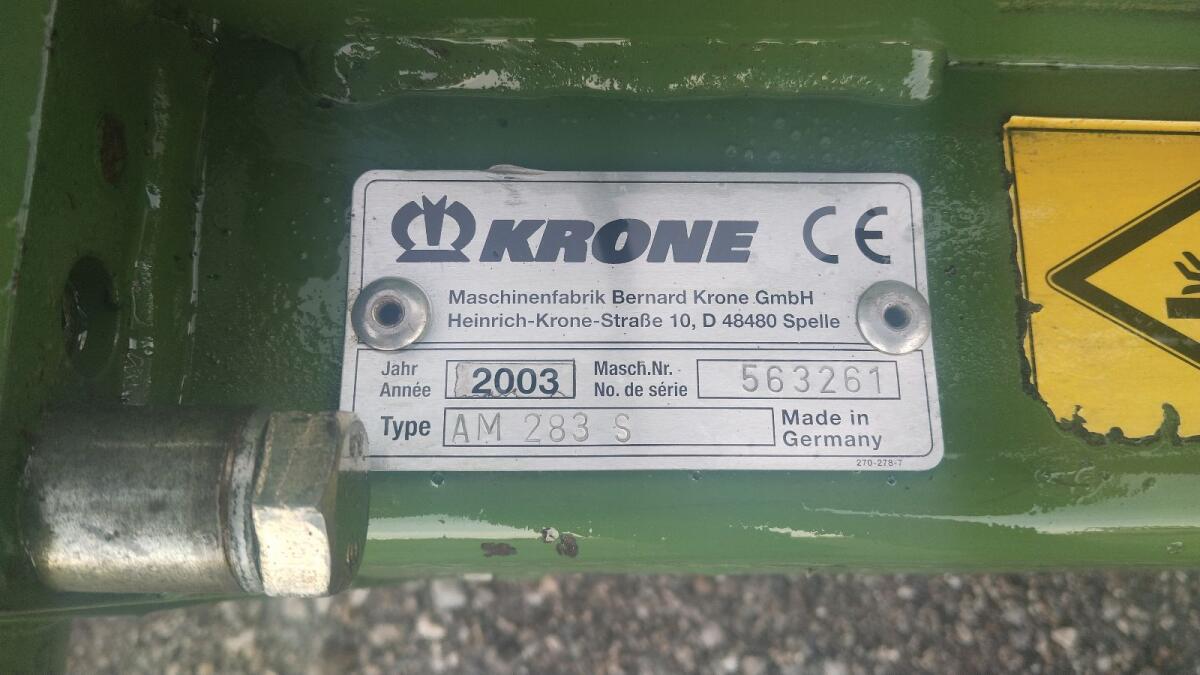 KRONE CE
Maschinenfabrik Bernard Krone GmbH
Heinrich-Krone-Straße 10, D 48480 Spelle
Jahr
Année
2003
Masch.Nr.
No. de série
563261
Type AM 283 S
Made in
Germany
270-278-7